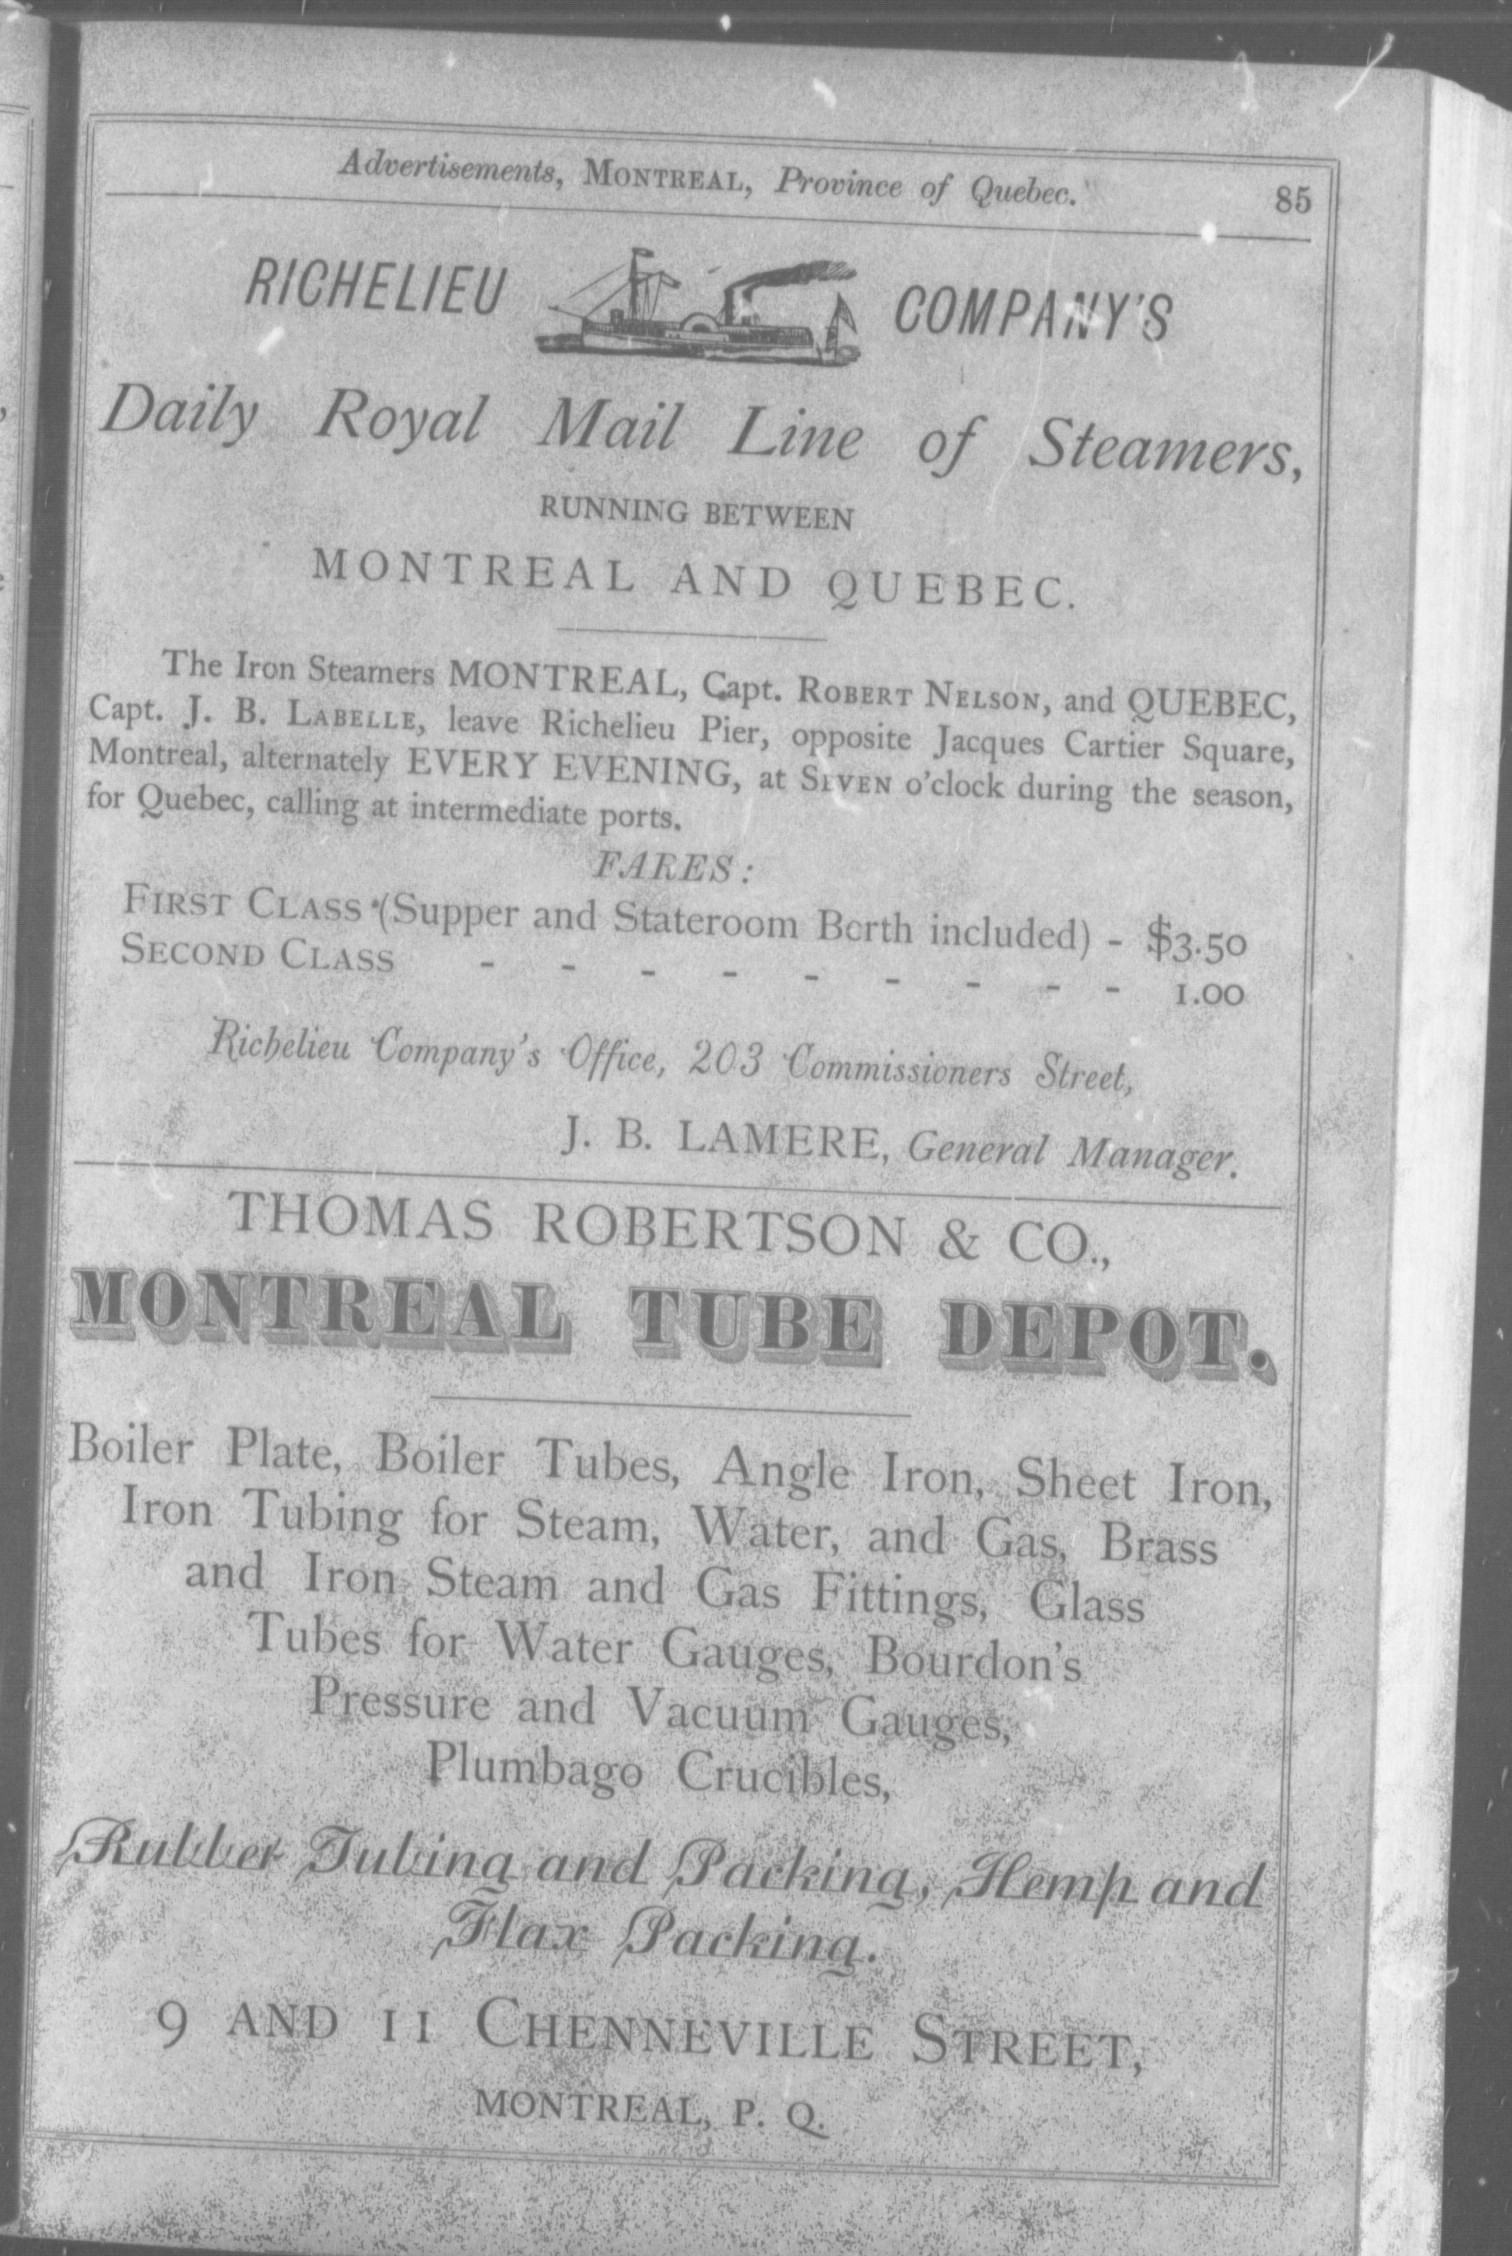 Advertisements, MONTREAL, Province of Quebec. 85
RICHELIEU COMPANY'S
Daily Royal Mail Line of Steamers,
RUNNING BETWEEN
MONTREAL AND QUEBEC.
The Iron Steamers MONTREAL, Capt. ROBERT NELSON, and QUEBEC,
Capt. J. B. LABELLE, leave Richelieu Pier, opposite Jacques Cartier Square,
Montreal, alternately EVERY EVENING, at SEVEN o'clock during the season,
for Quebec, calling at intermediate ports.
FARES:
FIRST CLASS (Supper and Stateroom Berth included) - $3.50
SECOND CLASS - - - - - - - - - 1.00
Richelieu Company's Office, 203 Commissioners Street,
J. B. LAMERE, General Manager.
THOMAS ROBERTSON & CO.,
MONTREAL TUBE DEPOT.
Boiler Plate, Boiler Tubes, Angle Iron, Sheet Iron,
Iron Tubing for Steam, Water, and Gas, Brass
and Iron Steam and Gas Fittings, Glass
Tubes for Water Gauges, Bourdon's
Pressure and Vacuum Gauges,
Plumbago Crucibles,
Rubber Tubing and Packing, Hemp and
Flax Packing.
9 AND 11 CHENNEVILLE STREET,
MONTREAL, P. Q.